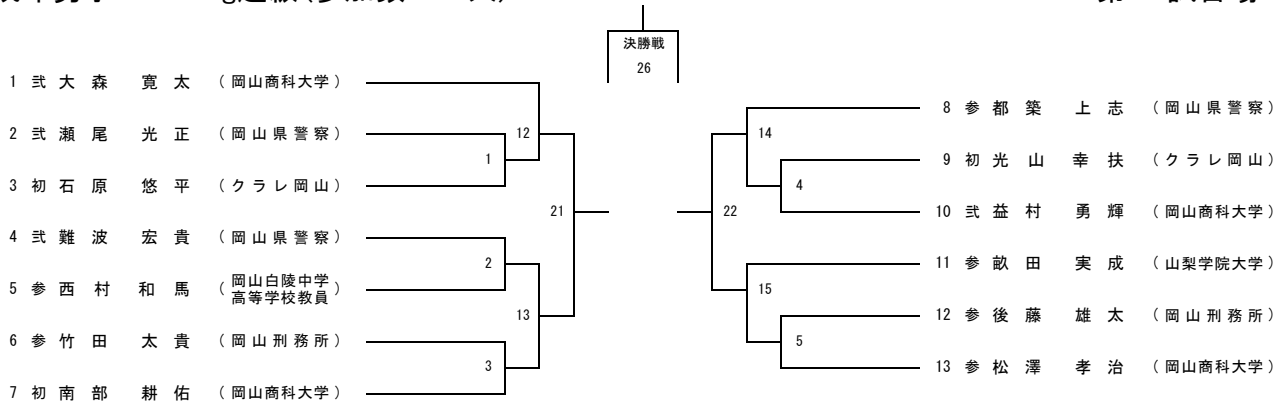 決勝戦
26
1 弐 大森 寛太 (岡山商科大学)
2 弐 瀬尾 光正 (岡山県警察)
3 初 石原 悠平 (クラレ岡山)
4 弐 難波 宏貴 (岡山県警察)
5 参 西村 和馬 (岡山白陵中学
高等学校教員)
6 参 竹田 太貴 (岡山刑務所)
7 初 南部 耕佑 (岡山商科大学)
12
1
21
2
13
3
8 参 都築 上志 (岡山県警察)
9 初 光山 幸扶 (クラレ岡山)
10 弐 益村 勇輝 (岡山商科大学)
11 参 畝田 実成 (山梨学院大学)
12 参 後藤 雄太 (岡山刑務所)
13 参 松澤 孝治 (岡山商科大学)
14
4
22
15
5